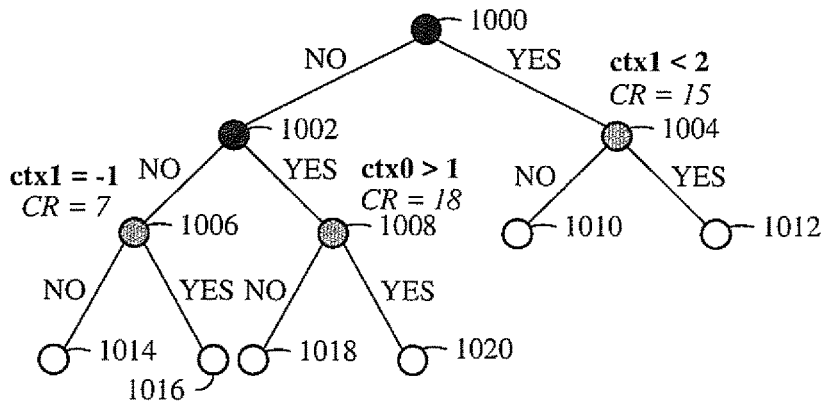 1000
NO
YES
ctx1 < 2
CR = 15
1002
1004
ctx1 = -1
CR = 7
NO
YES
ctx0 > 1
CR = 18
NO
YES
1006
1008
1010
1012
NO
YES
NO
YES
1014
1016
1018
1020